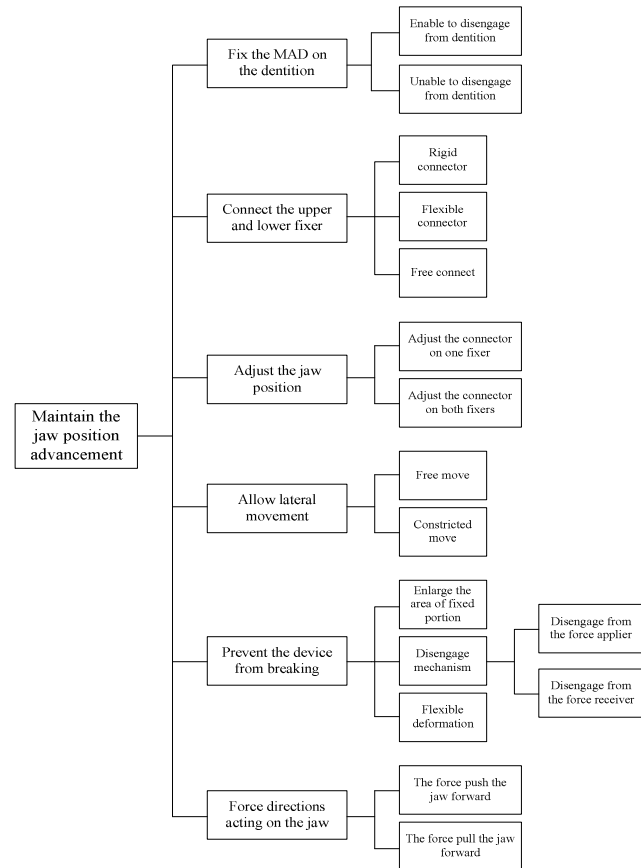 Maintain the
jaw position
advancement
Fix the MAD on
the dentition
Enable to disengage
from dentition
Unable to disengage
from dentition
Connect the upper
and lower fixer
Rigid
connector
Flexible
connector
Free connect
Adjust the jaw
position
Adjust the connector
on one fixer
Adjust the connector
on both fixers
Allow lateral
movement
Free move
Constricted
move
Prevent the device
from breaking
Enlarge the
area of fixed
portion
Disengage
mechanism
Disengage from
the force applier
Disengage from
the force receiver
Flexible
deformation
Force directions
acting on the jaw
The force push the
jaw forward
The force pull the jaw
forward